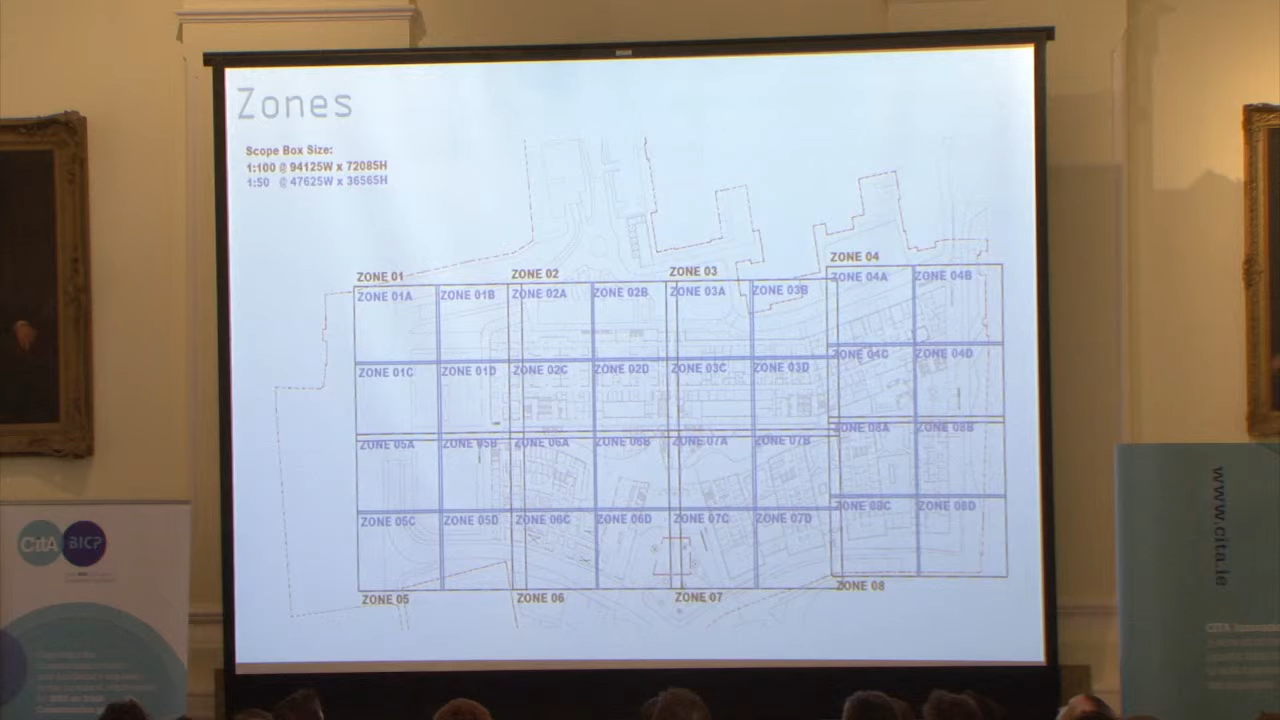 Zones
Scope Box Size:
1:100 @ 94125W x 72085H
1:50 @ 47625W x 36565H
ZONE 01 ZONE 02 ZONE 03 ZONE 04
ZONE 01A ZONE 01B ZONE 02A ZONE 02B ZONE 03A ZONE 03B ZONE 04A ZONE 04B
ZONE 01C ZONE 01D ZONE 02C ZONE 02D ZONE 03C ZONE 03D ZONE 04C ZONE 04D
ZONE 05A ZONE 05B ZONE 06A ZONE 06B ZONE 07A ZONE 07B ZONE 08A ZONE 08B
ZONE 05C ZONE 05D ZONE 06C ZONE 06D ZONE 07C ZONE 07D ZONE 08C ZONE 08D
ZONE 05 ZONE 06 ZONE 07 ZONE 08
CitA BICP
www.cita.ie